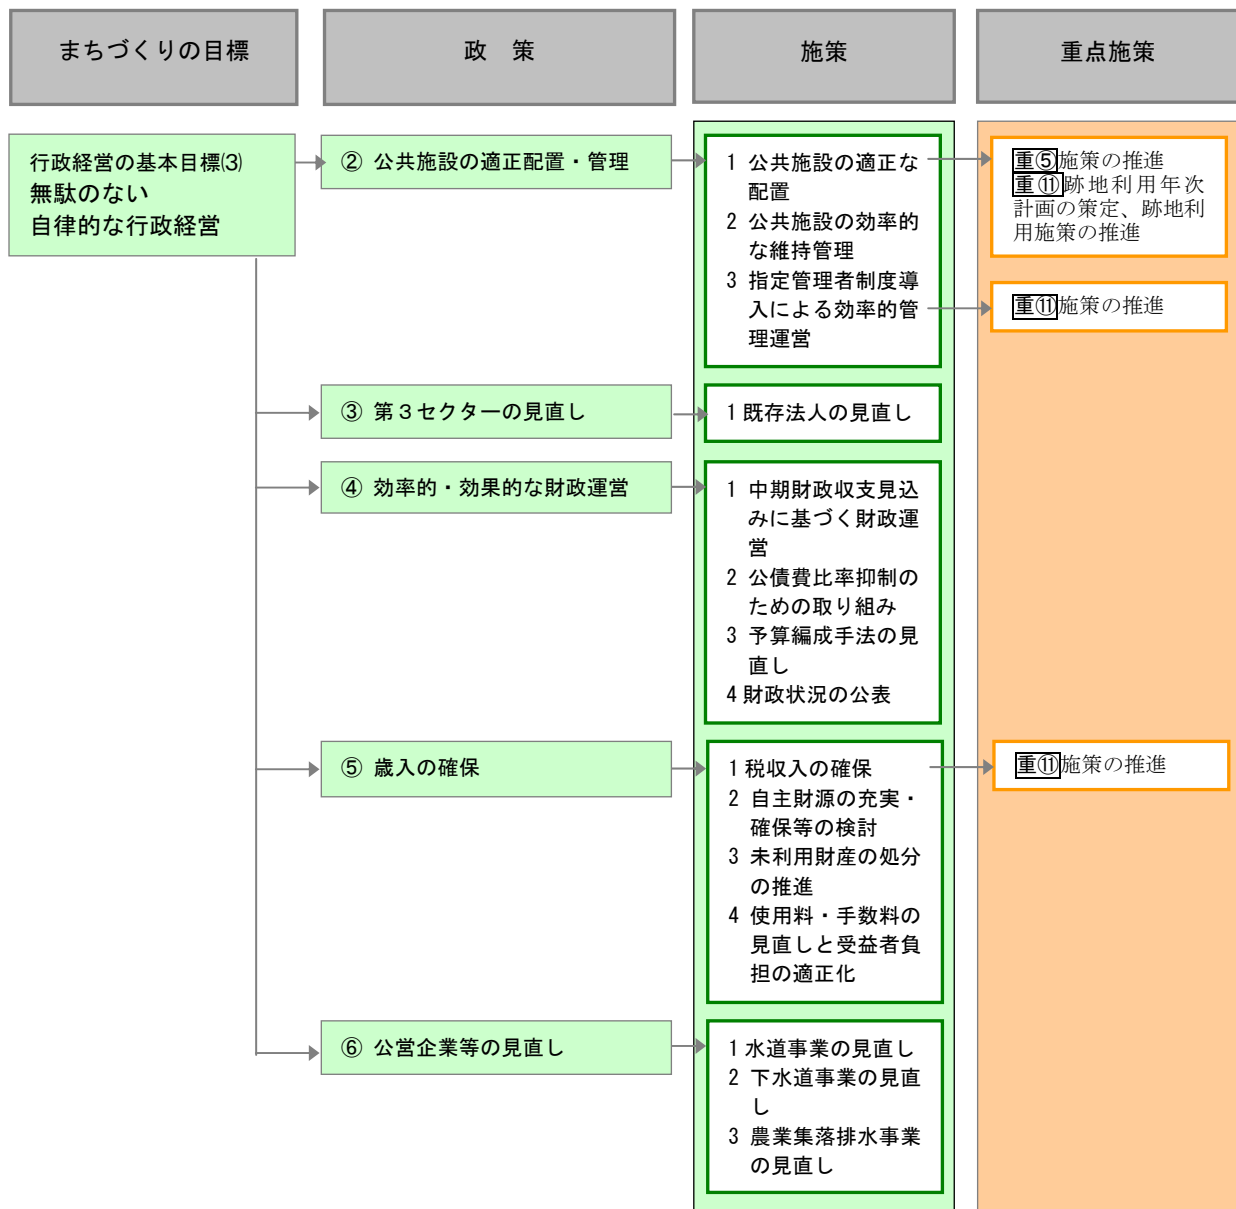 まちづくりの目標
政　策
施策
重点施策
行政経営の基本目標⑶
無駄のない
自律的な行政経営
② 公共施設の適正配置・管理
1 公共施設の適正な
配置
2 公共施設の効率的
な維持管理
3 指定管理者制度導
入による効率的管
理運営
重⑤施策の推進
重⑪跡地利用年次
計画の策定、跡地利
用施策の推進
重⑪施策の推進
③ 第３セクターの見直し
1 既存法人の見直し
④ 効率的・効果的な財政運営
1 中期財政収支見込
みに基づく財政運
営
2 公債費比率抑制の
ための取り組み
3 予算編成手法の見
直し
4 財政状況の公表
⑤ 歳入の確保
1 税収入の確保
2 自主財源の充実・
確保等の検討
3 未利用財産の処分
の推進
4 使用料・手数料の
見直しと受益者負
担の適正化
重⑪施策の推進
⑥ 公営企業等の見直し
1 水道事業の見直し
2 下水道事業の見直
し
3 農業集落排水事業
の見直し